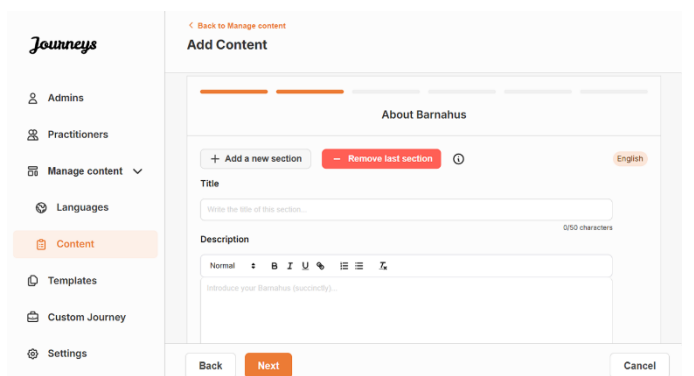 Journeys
Admins
Practitioners
Manage content
Languages
Content
Templates
Custom Journey
Settings
< Back to Manage content
Add Content
About Barnahus
+ Add a new section
− Remove last section
English
Title
Write the title of this section...
0/50 characters
Description
Normal B I U
Introduce your Barnahus (succinctly)...
Back
Next
Cancel